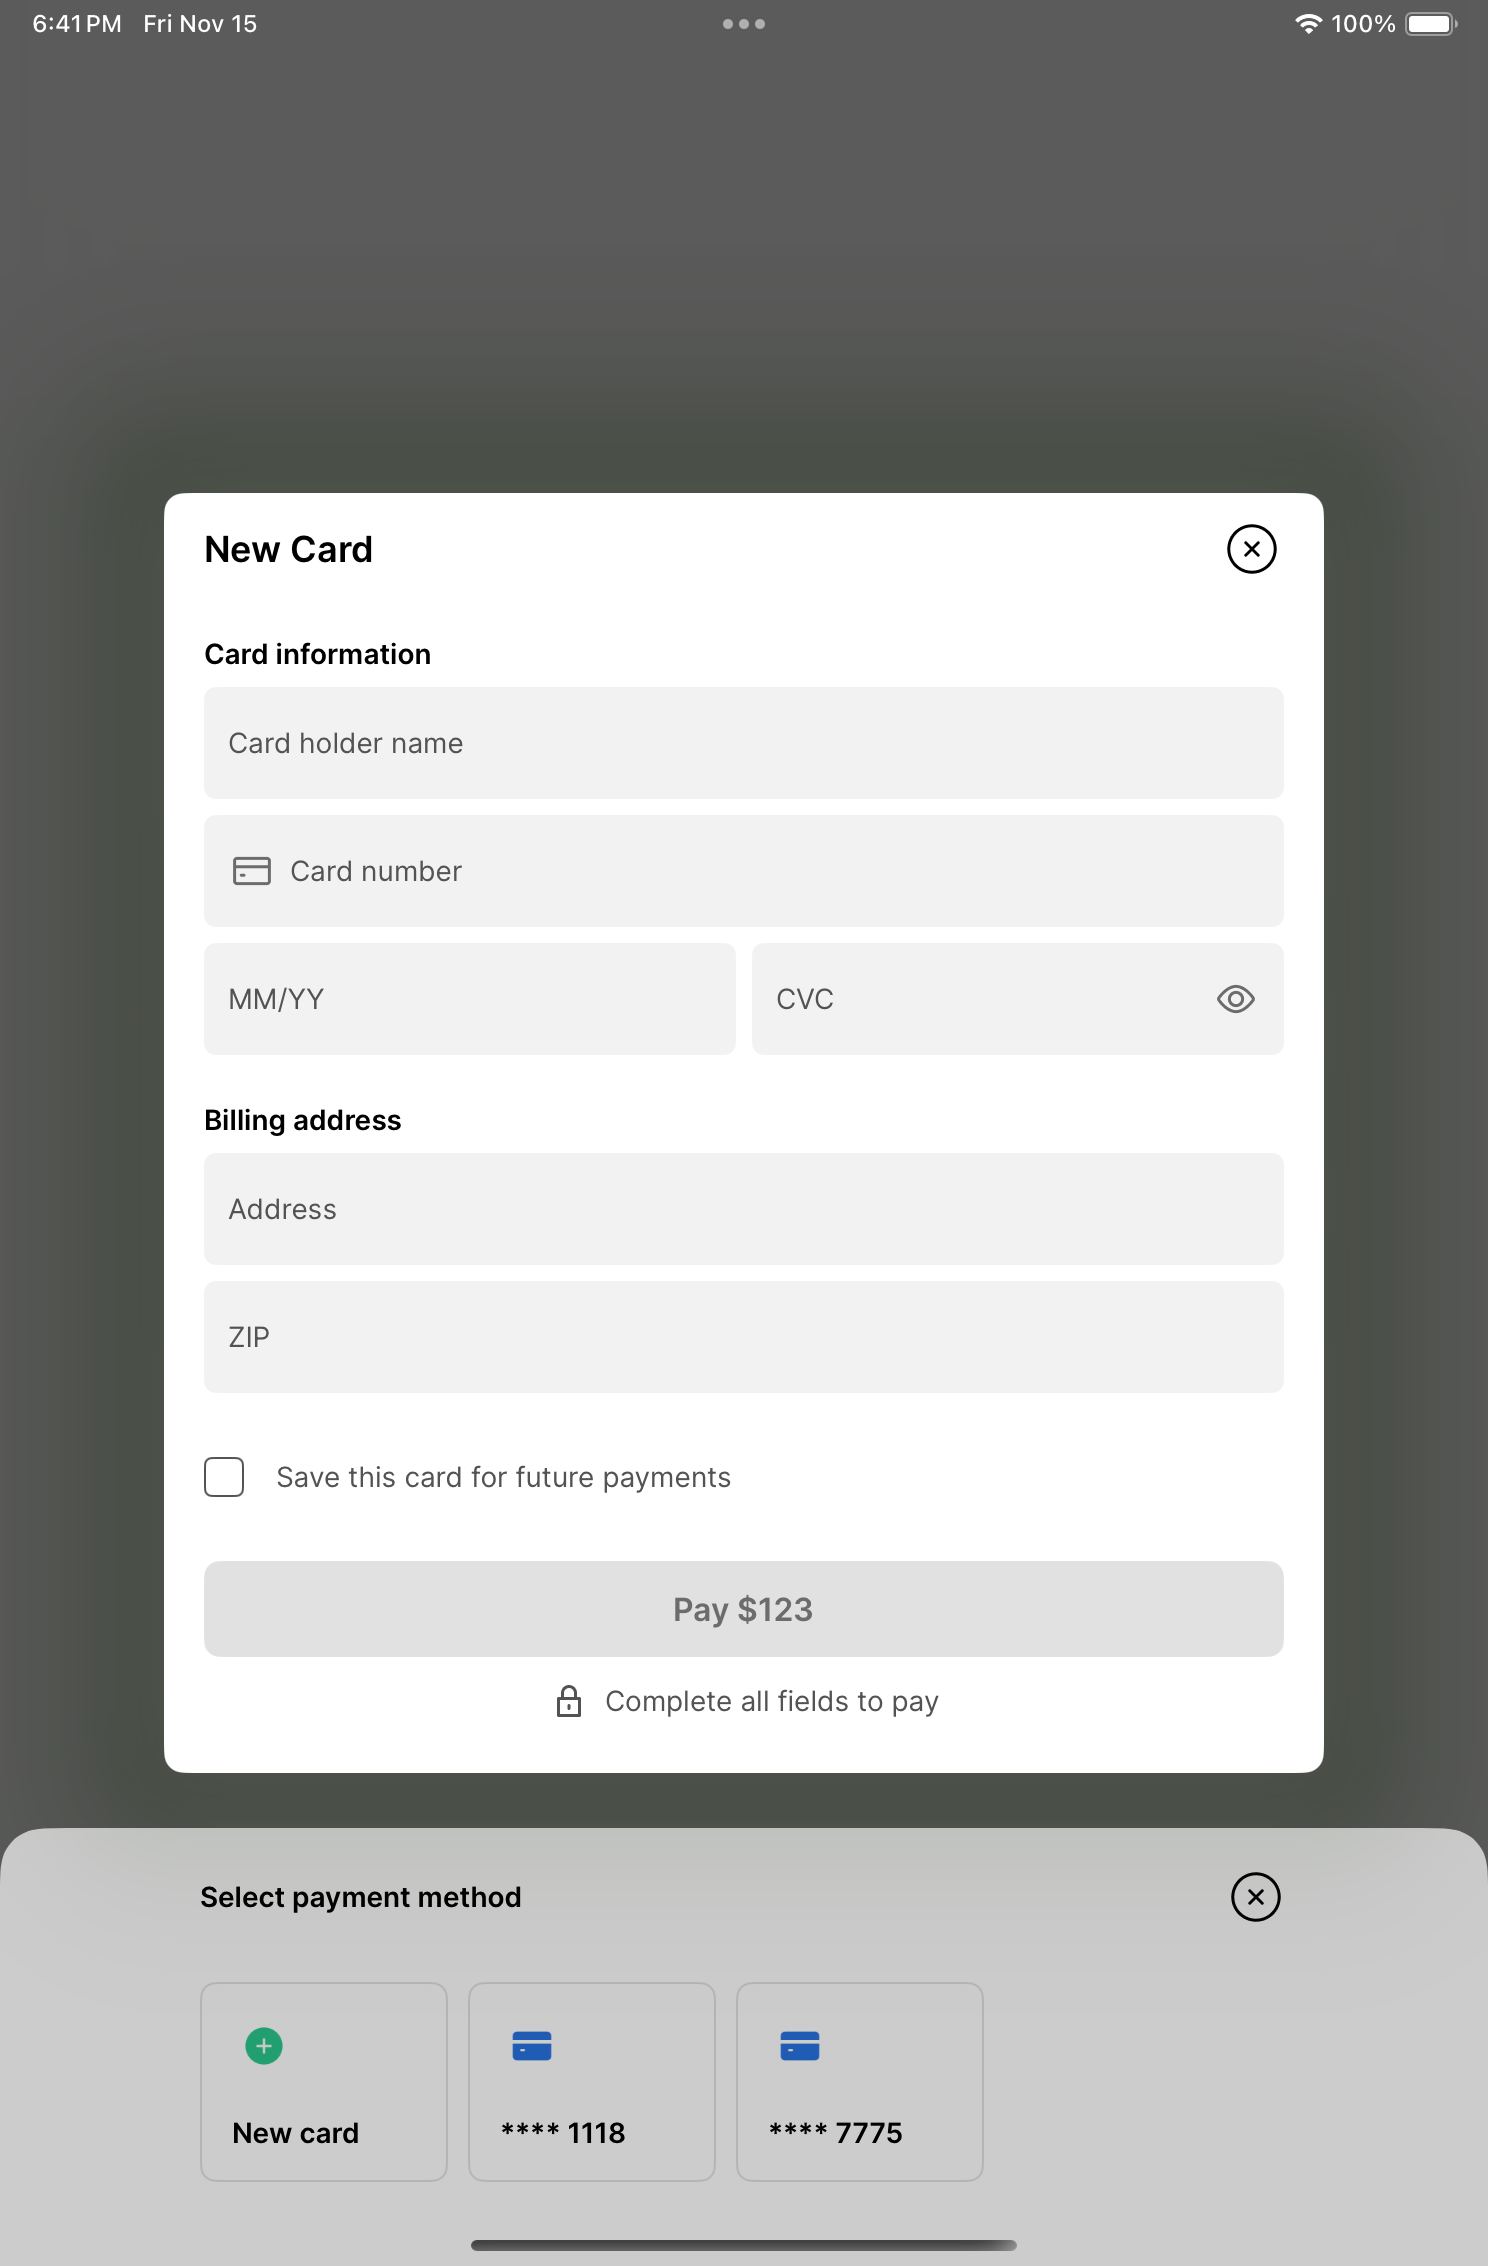 6:41 PM Fri Nov 15
100%
New Card
Card information
Card holder name
Card number
MM/YY
CVC
Billing address
Address
ZIP
Save this card for future payments
Pay $123
Complete all fields to pay
Select payment method
New card
**** 1118
**** 7775